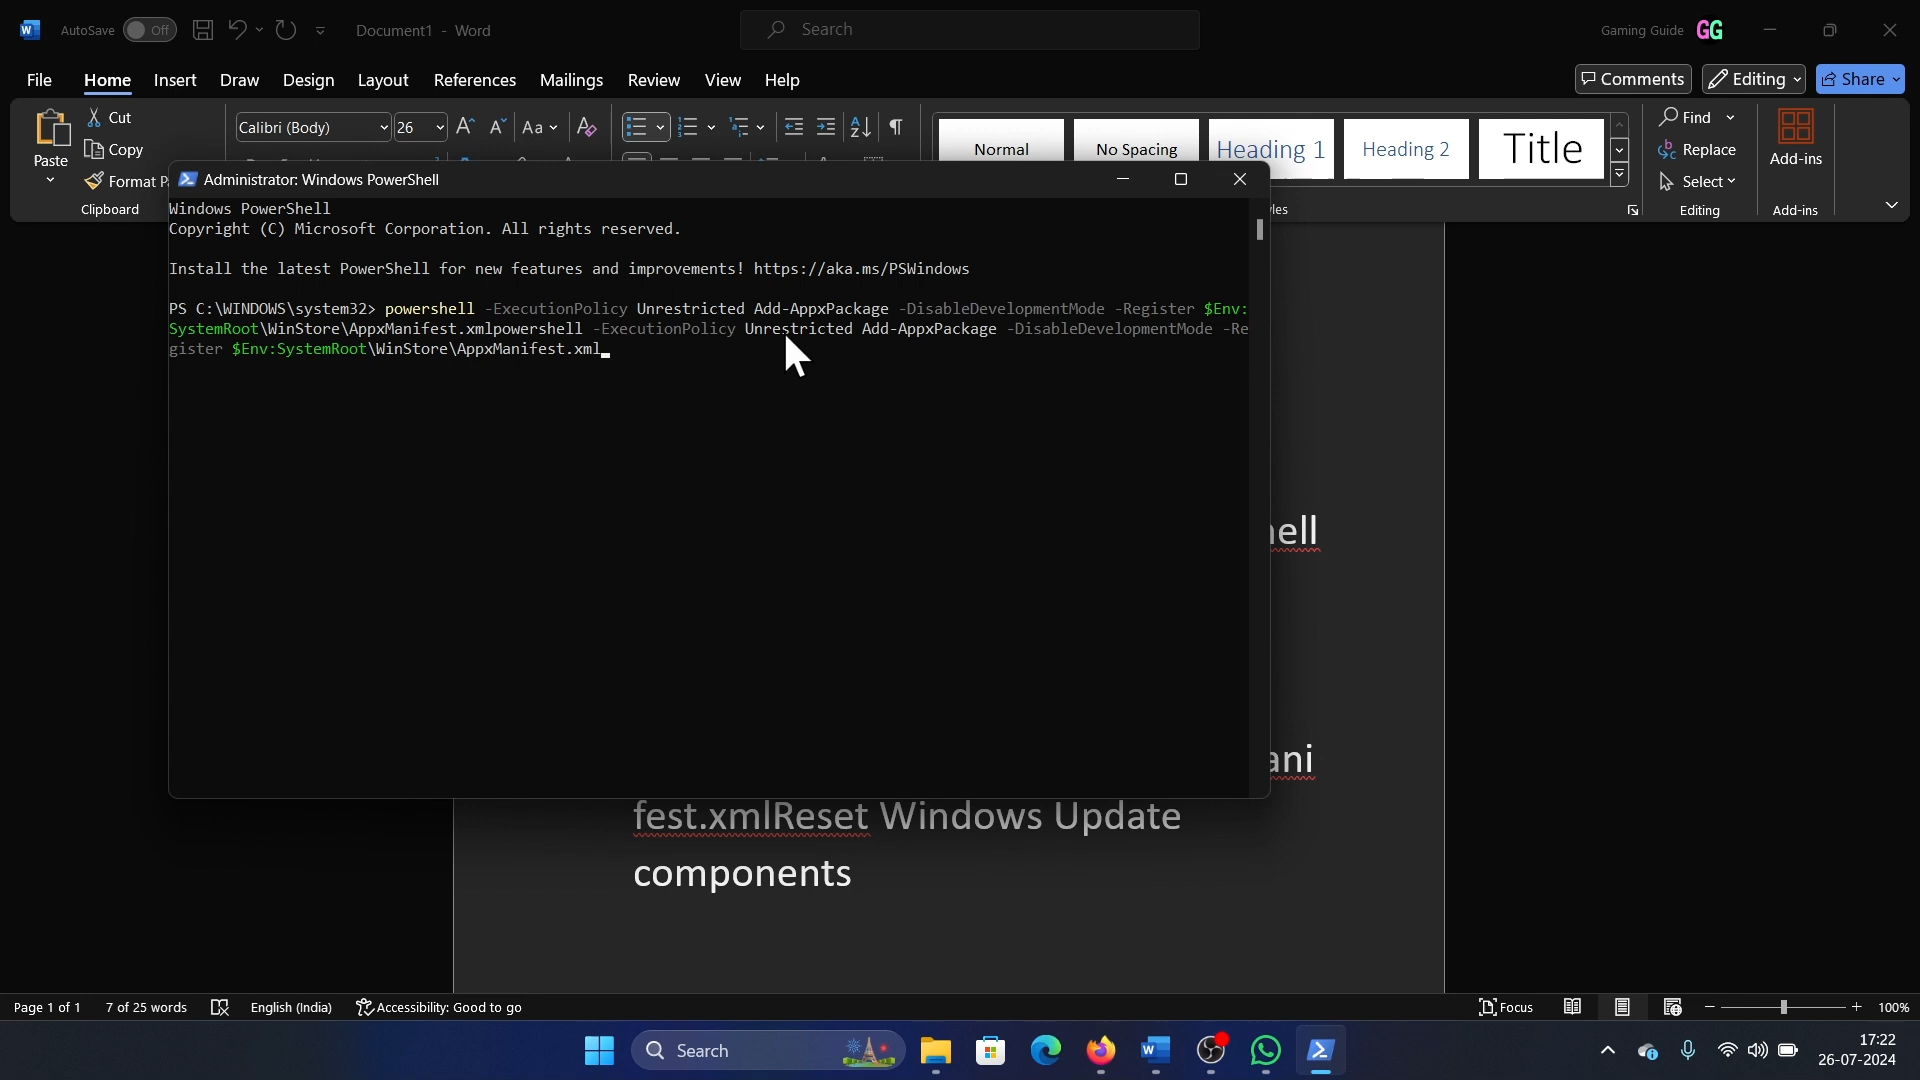 AutoSave Off Document1 - Word Search Gaming Guide GG
File Home Insert Draw Design Layout References Mailings Review View Help Comments Editing Share
Paste
Cut
Copy
Format
Clipboard
Calibri (Body) 26 Aa
Normal No Spacing Heading 1 Heading 2 Title
Find
Replace
Select
Editing
Add-ins
Add-ins
Administrator: Windows PowerShell
Windows PowerShell
Copyright (C) Microsoft Corporation. All rights reserved.
Install the latest PowerShell for new features and improvements! https://aka.ms/PSWindows
PS C:\WINDOWS\system32> powershell -ExecutionPolicy Unrestricted Add-AppxPackage -DisableDevelopmentMode -Register $Env:
SystemRoot\WinStore\AppxManifest.xmlpowershell -ExecutionPolicy Unrestricted Add-AppxPackage -DisableDevelopmentMode -Re
gister $Env:SystemRoot\WinStore\AppxManifest.xml
ell
ani
fest.xmlReset Windows Update
components
Page 1 of 1 7 of 25 words English (India) Accessibility: Good to go Focus 100%
Search
17:22
26-07-2024